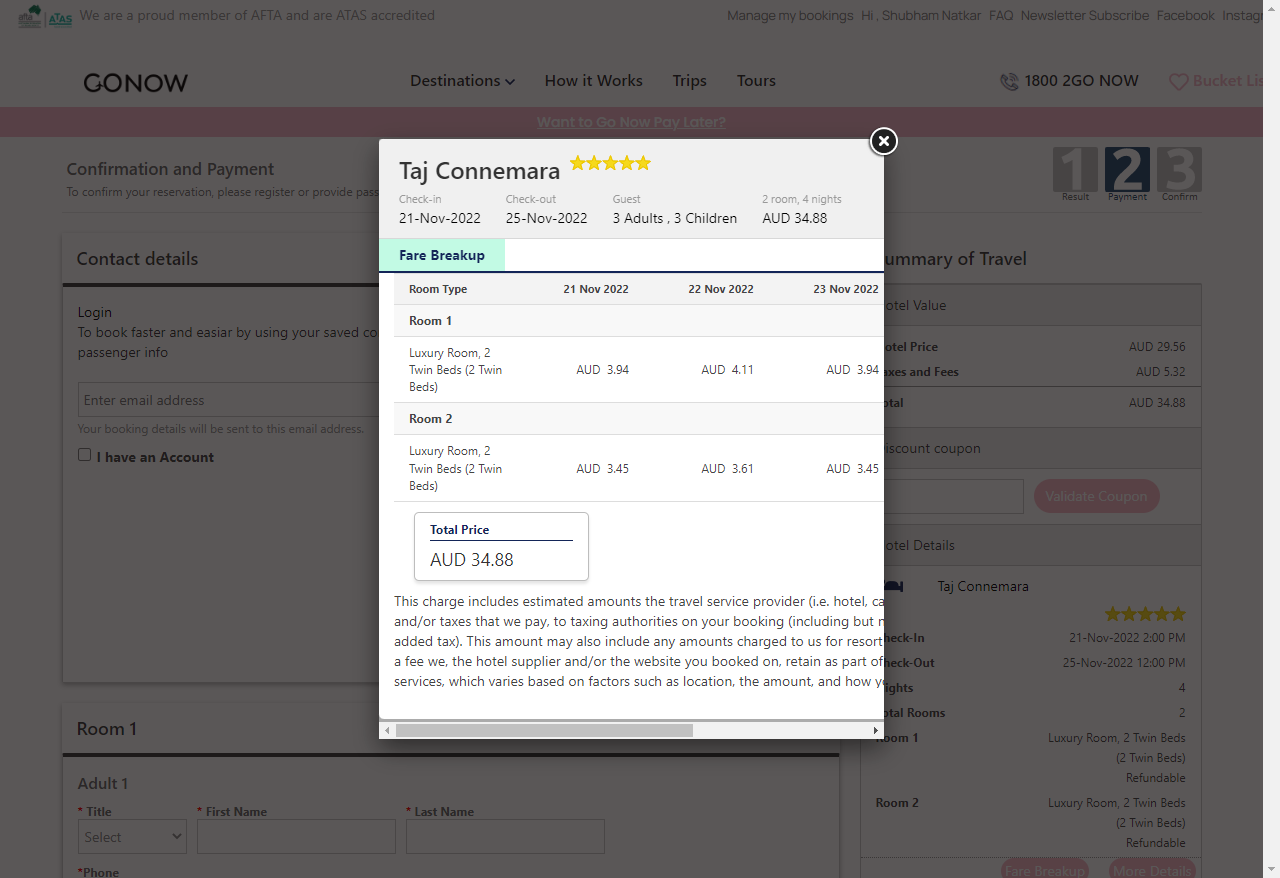 We are a proud member of AFTA and are ATAS accredited
Manage my bookings Hi , Shubham Natkar FAQ Newsletter Subscribe Facebook Instag
ATAS
GONOW
Destinations How it Works Trips Tours
1800 2GO NOW
Bucket Lis
Want to Go Now Pay Later?
Confirmation and Payment
To confirm your reservation, please register or provide pas
1 2 3
Result Payment Confirm
Taj Connemara
Check-in Check-out Guest 2 room, 4 nights
21-Nov-2022 25-Nov-2022 3 Adults , 3 Children AUD 34.88
Fare Breakup
Room Type 21 Nov 2022 22 Nov 2022 23 Nov 2022
Room 1
Luxury Room, 2
Twin Beds (2 Twin
Beds)
AUD 3.94 AUD 4.11 AUD 3.94
Room 2
Luxury Room, 2
Twin Beds (2 Twin
Beds)
AUD 3.45 AUD 3.61 AUD 3.45
Total Price
AUD 34.88
This charge includes estimated amounts the travel service provider (i.e. hotel, ca
and/or taxes that we pay, to taxing authorities on your booking (including but n
added tax). This amount may also include any amounts charged to us for resort
a fee we, the hotel supplier and/or the website you booked on, retain as part of
services, which varies based on factors such as location, the amount, and how yo
Contact details
Login
To book faster and easiar by using your saved co
passenger info
Enter email address
Your booking details will be sent to this email address.
I have an Account
Room 1
Adult 1
* Title * First Name * Last Name
Select
*Phone
ummary of Travel
otel Value
otel Price AUD 29.56
axes and Fees AUD 5.32
otal AUD 34.88
iscount coupon
Validate Coupon
otel Details
Taj Connemara
heck-In 21-Nov-2022 2:00 PM
heck-Out 25-Nov-2022 12:00 PM
ights 4
otal Rooms 2
Room 1 Luxury Room, 2 Twin Beds
(2 Twin Beds)
Refundable
Room 2 Luxury Room, 2 Twin Beds
(2 Twin Beds)
Refundable
Fare Breakup More Details